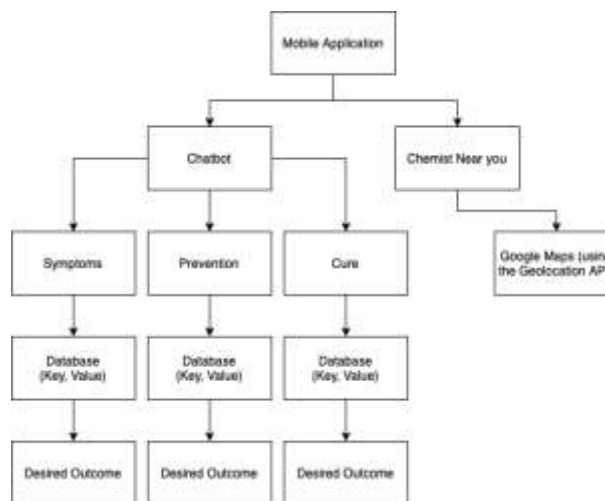 Mobile Application
Chatbot
Chemist Near you
Symptoms
Prevention
Cure
Google Maps (usin
the Geolocation AP
Database
(Key, Value)
Database
(Key, Value)
Database
(Key, Value)
Desired Outcome
Desired Outcome
Desired Outcome